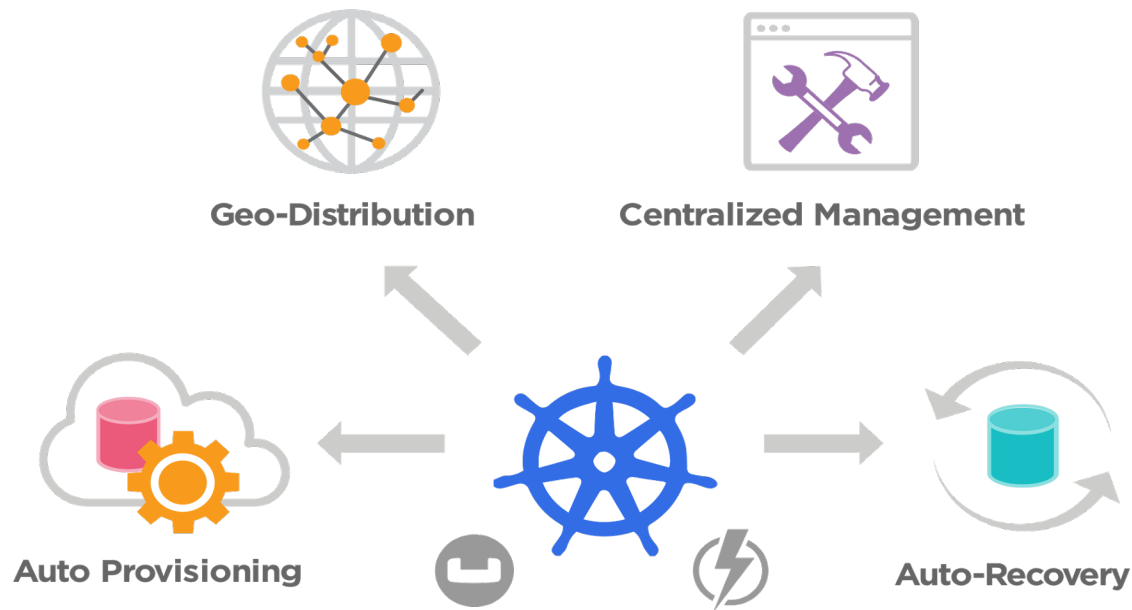 Geo-Distribution
Centralized Management
Auto Provisioning
Auto-Recovery